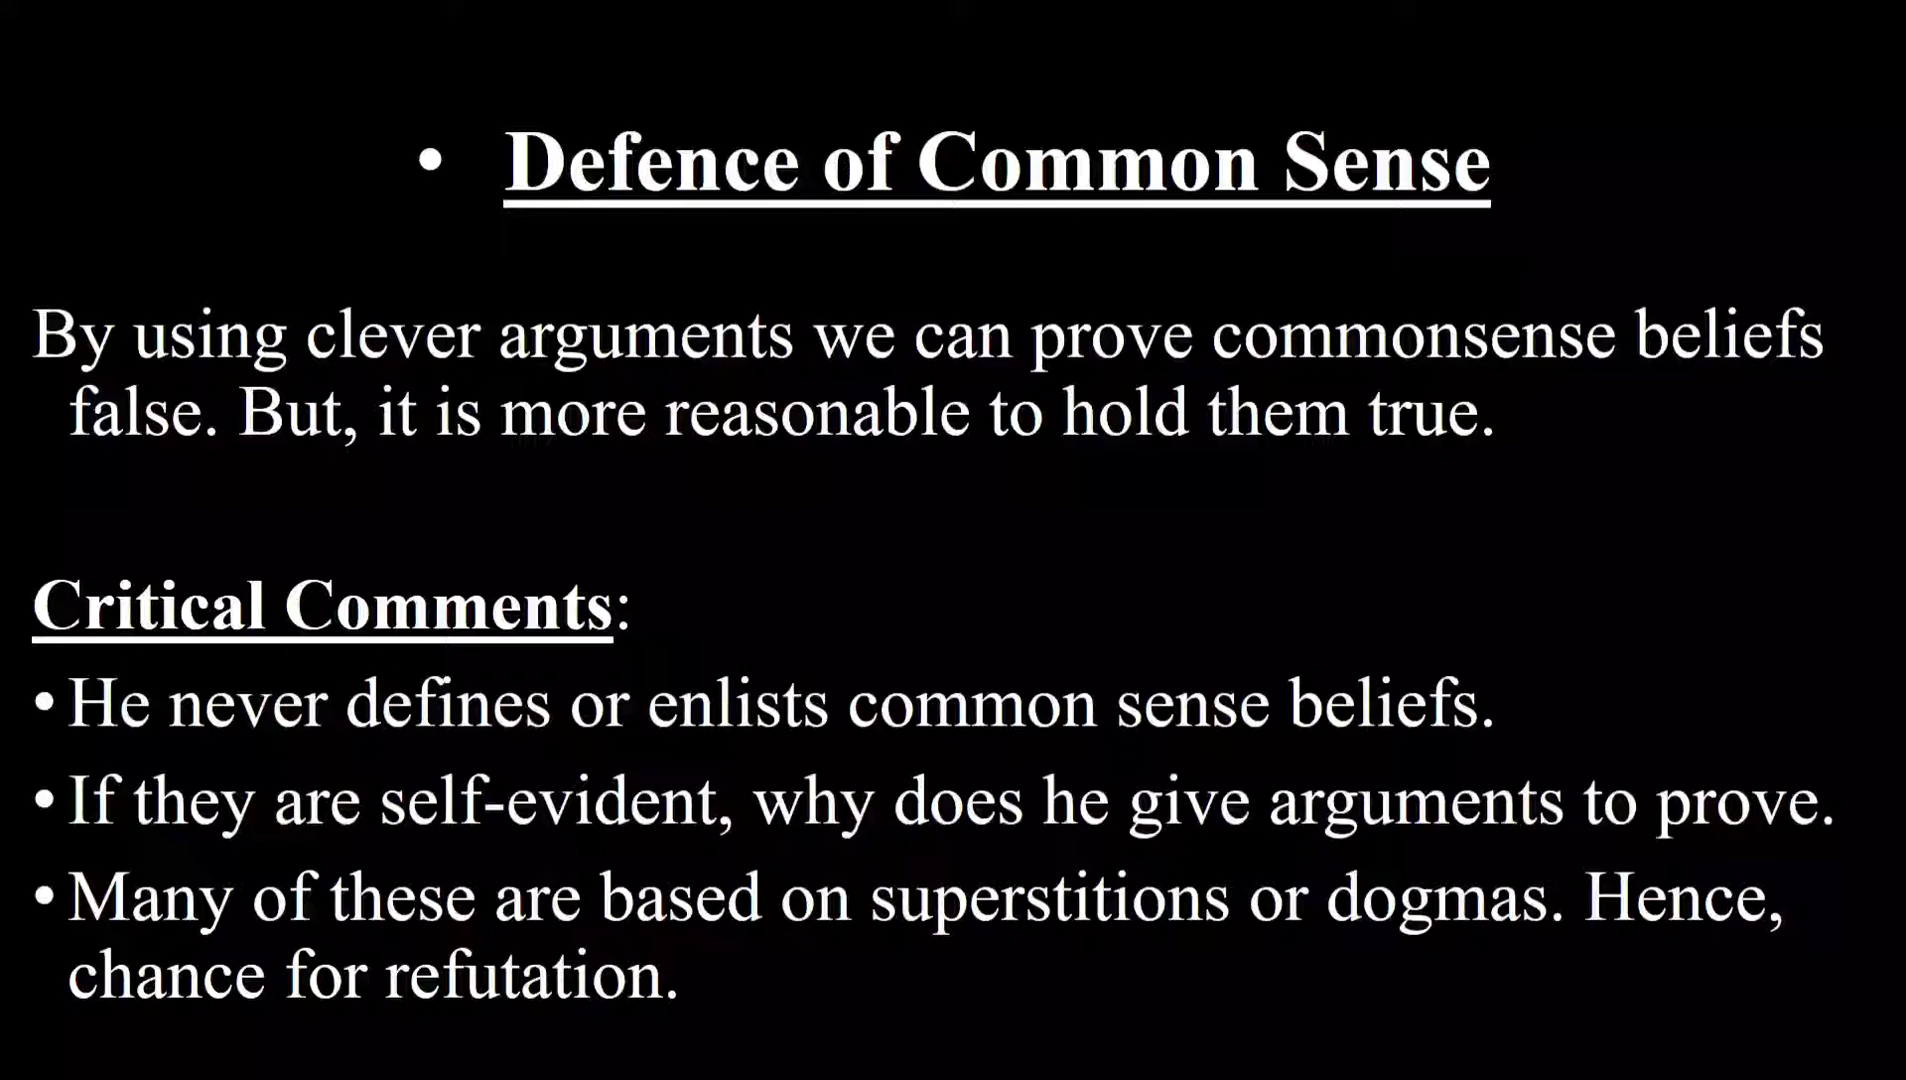 • Defence of Common Sense
By using clever arguments we can prove commonsense beliefs
false. But, it is more reasonable to hold them true.
Critical Comments:
• He never defines or enlists common sense beliefs.
• If they are self-evident, why does he give arguments to prove.
• Many of these are based on superstitions or dogmas. Hence,
chance for refutation.